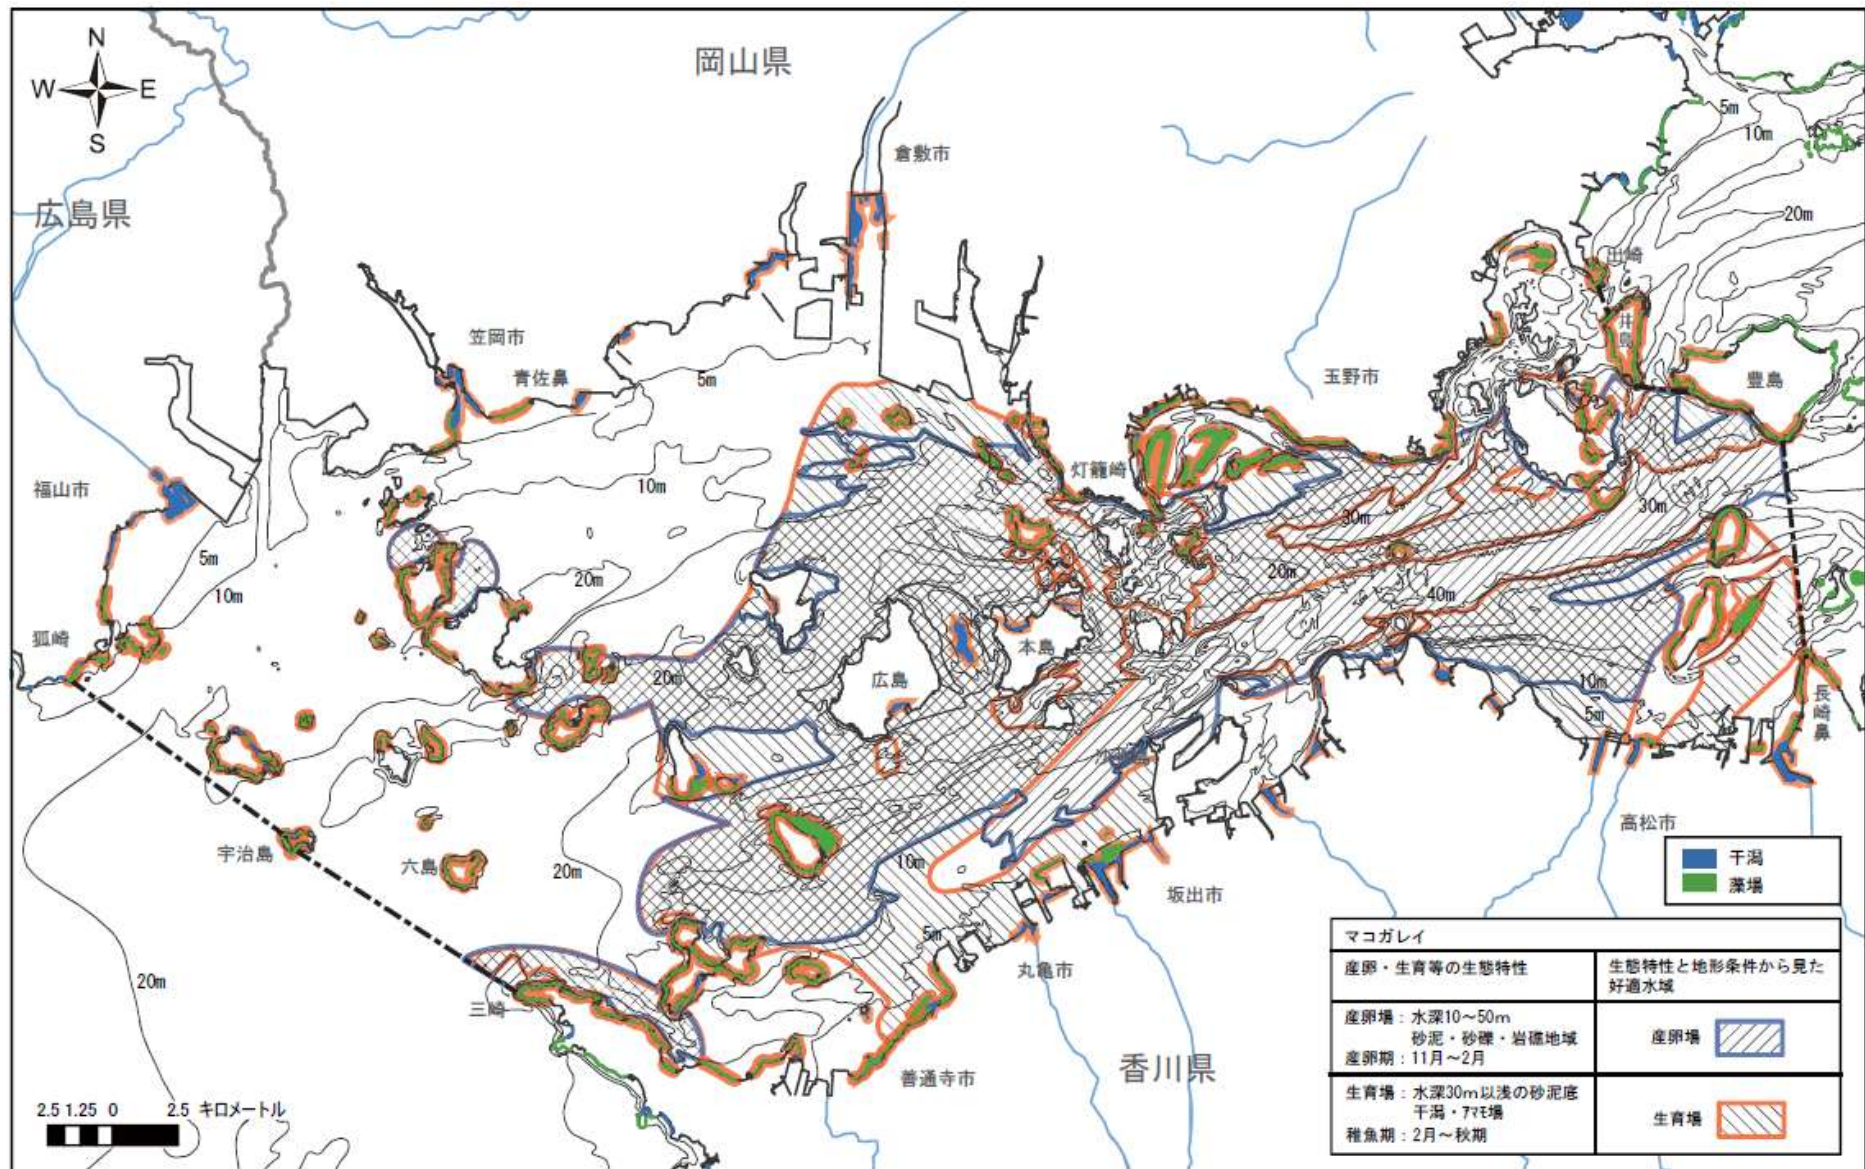 N
W
E
S
岡山県
倉敷市
広島県
5m
10m
20m
出崎
井島
笠岡市
青佐鼻
5m
玉野市
豊島
福山市
10m
灯籠崎
5m
30m
30m
20m
20m
10m
40m
狐崎
本島
20m
広島
10m
5m
長崎鼻
高松市
宇治島
六島
20m
10m
坂出市
干潟
藻場
5m
丸亀市
20m
三崎
善通寺市
香川県
2.5 1.25 0 2.5 キロメートル
マコガレイ
産卵・生育等の生態特性
生態特性と地形条件から見た
好適水域
産卵場:水深10~50m
砂泥・砂礫・岩礁地域
産卵期:11月~2月
産卵場
生育場:水深30m以浅の砂泥底
干潟・アマモ場
稚魚期:2月~秋期
生育場